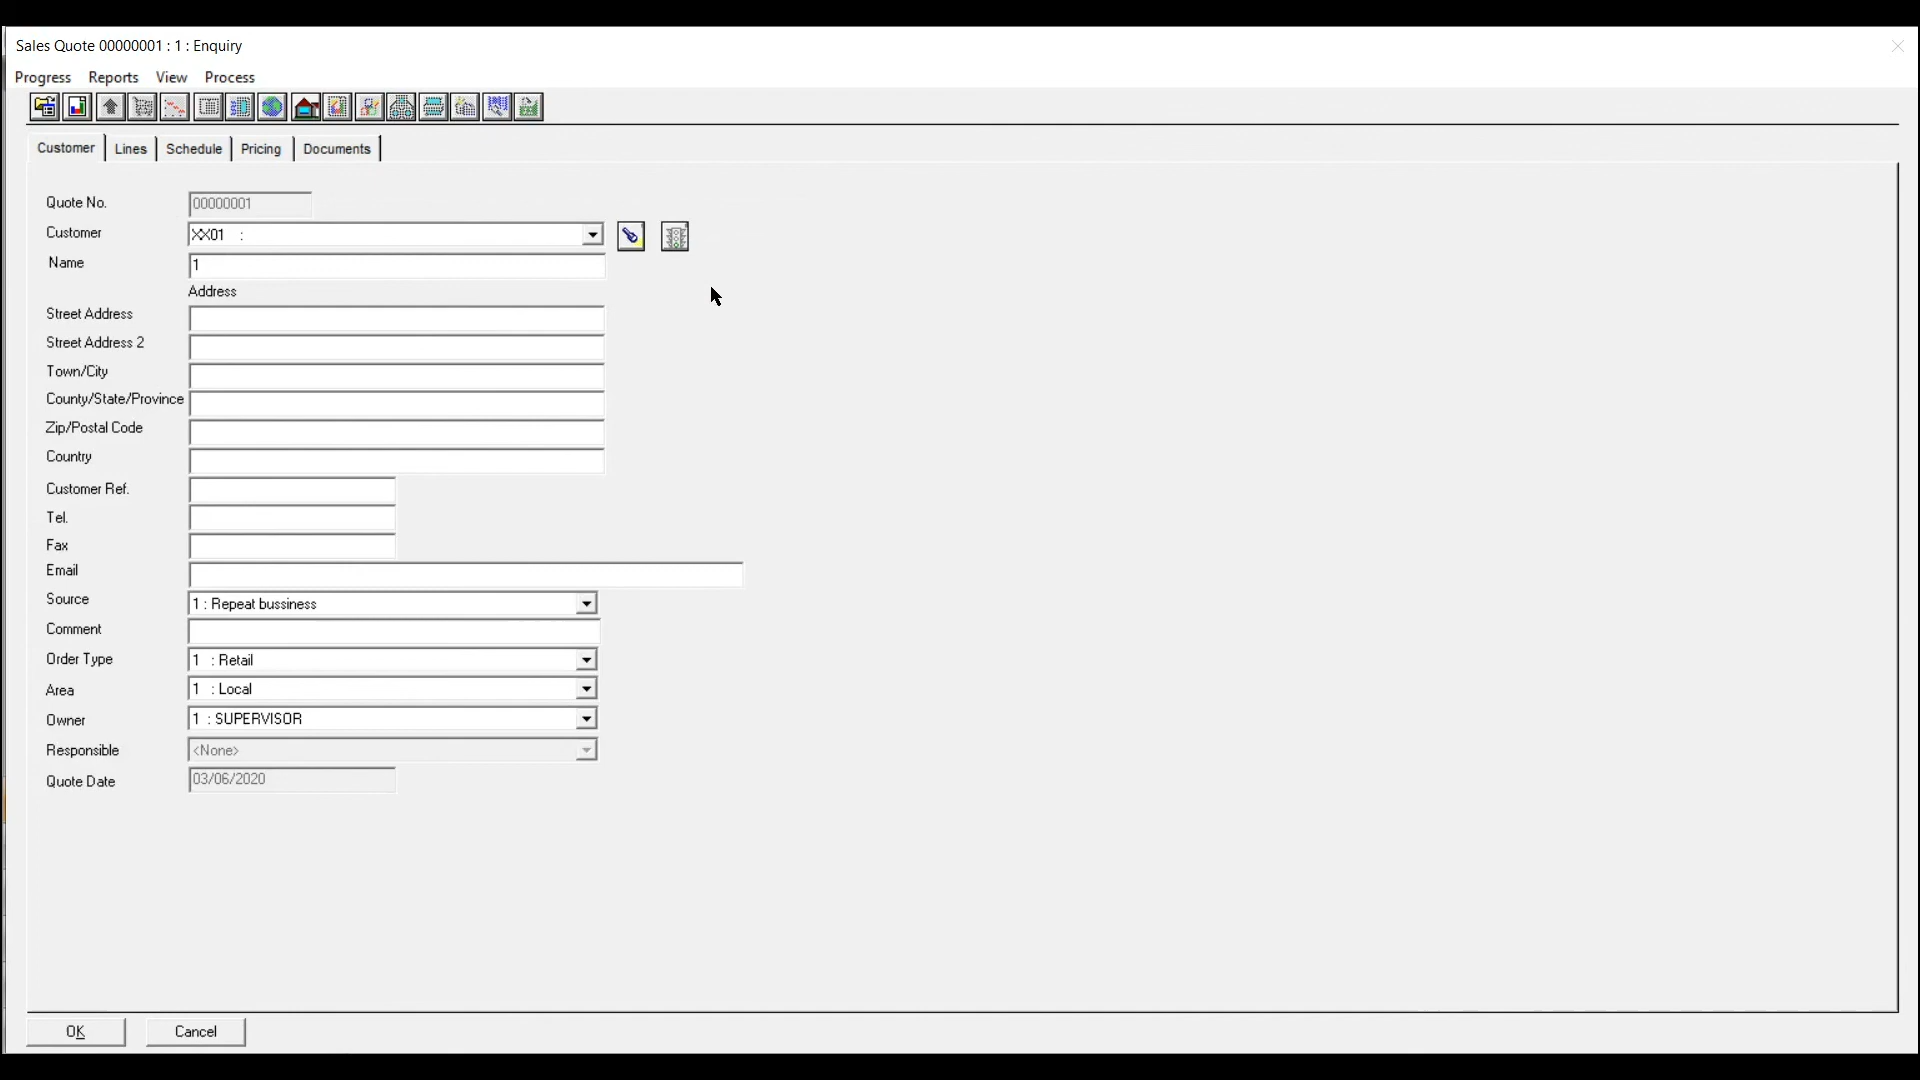 Sales Quote 00000001 : 1 : Enquiry
Progress Reports View Process
Customer Lines Schedule Pricing Documents
Quote No. 00000001
Customer XX01 :
Name 1
Address
Street Address
Street Address 2
Town/City
County/State/Province
Zip/Postal Code
Country
Customer Ref.
Tel.
Fax
Email
Source 1 : Repeat bussiness
Comment
Order Type 1 : Retail
Area 1 : Local
Owner 1 : SUPERVISOR
Responsible <None>
Quote Date 03/06/2020
OK Cancel